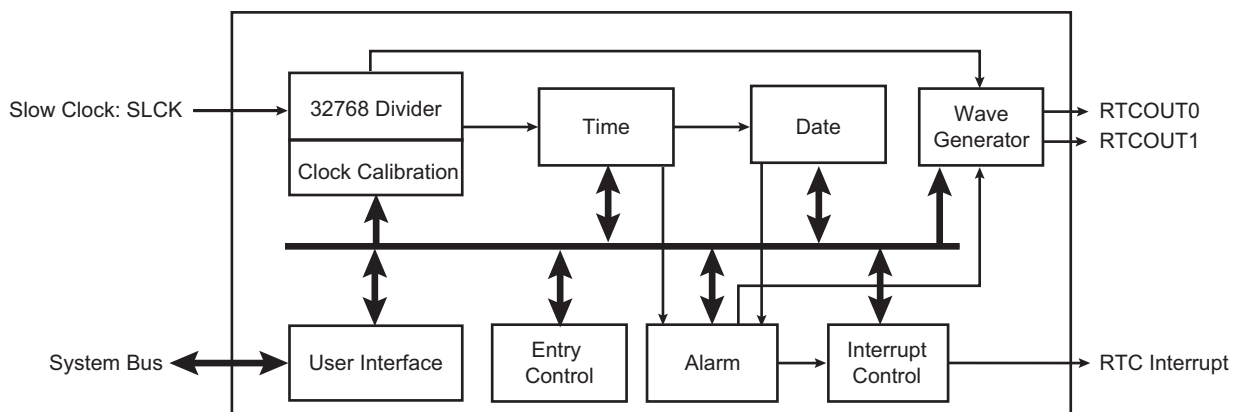 Slow Clock: SLCK
32768 Divider
Clock Calibration
Time
Date
Wave
Generator
RTCOUT0
RTCOUT1
System Bus
User Interface
Entry
Control
Alarm
Interrupt
Control
RTC Interrupt